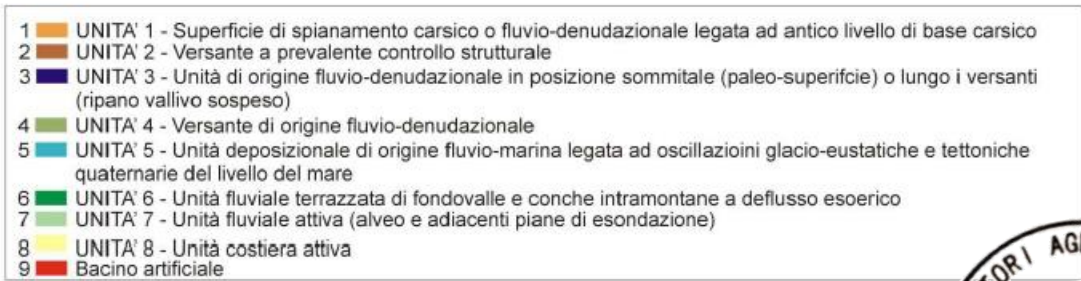 1 UNITA' 1 - Superficie di spianamento carsico o fluvio-denudazionale legata ad antico livello di base carsico
2 UNITA' 2 - Versante a prevalente controllo strutturale
3 UNITA' 3 - Unità di origine fluvio-denudazionale in posizione sommitale (paleo-superifcie) o lungo i versanti
(ripano vallivo sospeso)
4 UNITA' 4 - Versante di origine fluvio-denudazionale
5 UNITA' 5 - Unità deposizionale di origine fluvio-marina legata ad oscillazioini glacio-eustatiche e tettoniche
quaternarie del livello del mare
6 UNITA' 6 - Unità fluviale terrazzata di fondovalle e conche intramontane a deflusso esoerico
7 UNITA' 7 - Unità fluviale attiva (alveo e adiacenti piane di esondazione)
8 UNITA' 8 - Unità costiera attiva
9 Bacino artificiale